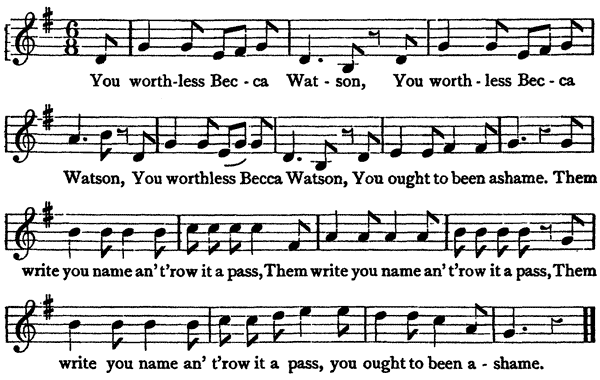 6
8
You worth-less Bec - ca Wat - son, You worth - less Bec - ca
Watson, You worthless Becca Watson, You ought to been ashame. Them
write you name an' t'row it a pass, Them write you name an' t'row it a pass, Them
write you name an' t'row it a pass, you ought to been a - shame.